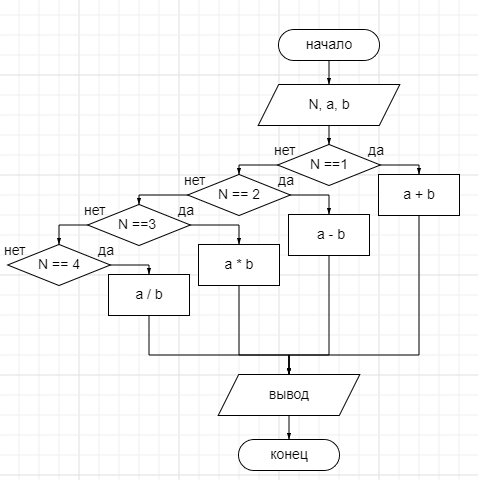 начало
N, a, b
нет
да
N ==1
нет
да
N == 2
a + b
нет
да
N ==3
a - b
нет
да
N == 4
a * b
a / b
вывод
конец